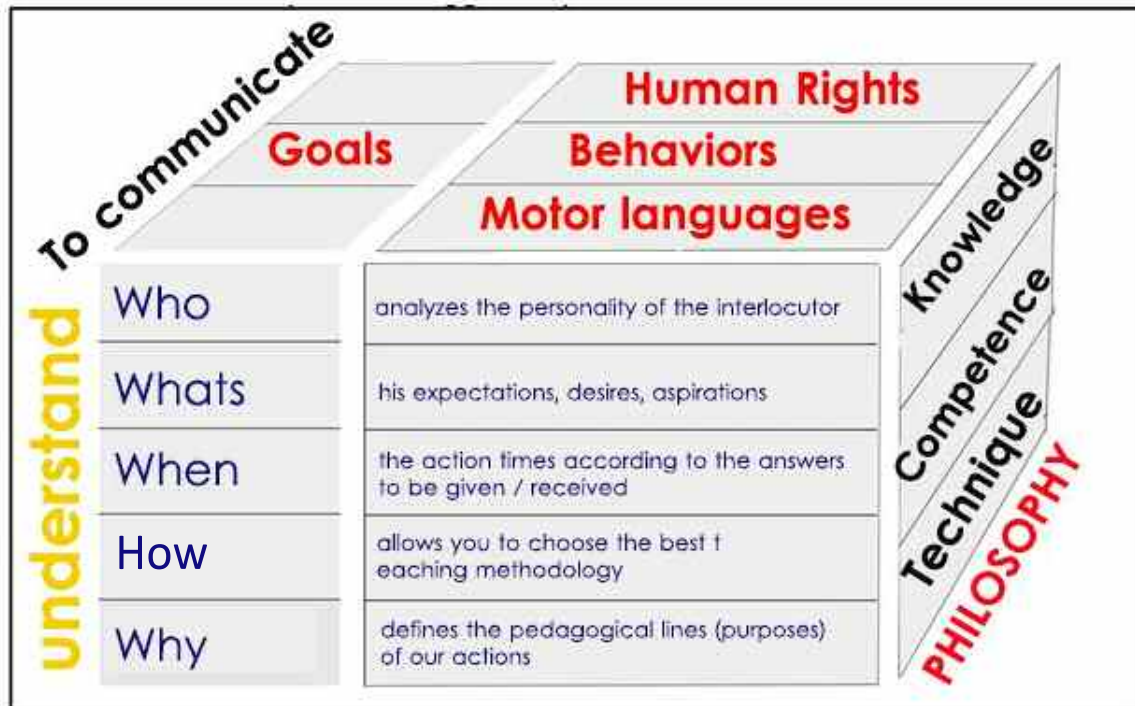 To communicate
Goals
Human Rights
Behaviors
Motor languages
understand
Who
analyzes the personality of the interlocutor
Whats
his expectations, desires, aspirations
When
the action times according to the answers
to be given / received
How
allows you to choose the best t
eaching methodology
Why
defines the pedagogical lines (purposes)
of our actions
Knowledge
Competence
Technique
PHILOSOPHY